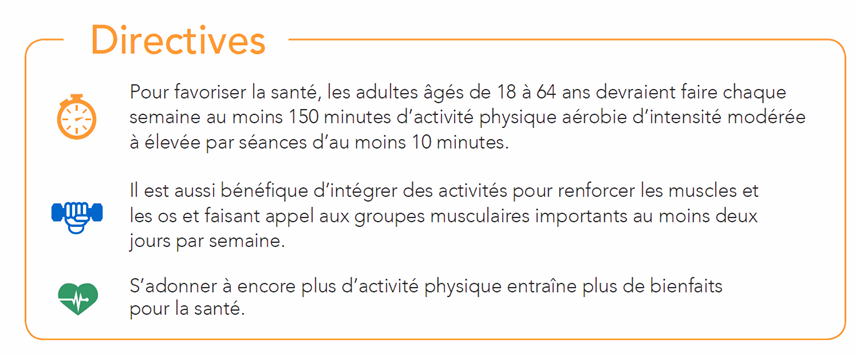 Directives
Pour favoriser la santé, les adultes âgés de 18 à 64 ans devraient faire chaque
semaine au moins 150 minutes d’activité physique aérobie d’intensité modérée
à élevée par séances d’au moins 10 minutes.
Il est aussi bénéfique d’intégrer des activités pour renforcer les muscles et
les os et faisant appel aux groupes musculaires importants au moins deux
jours par semaine.
S’adonner à encore plus d’activité physique entraîne plus de bienfaits
pour la santé.